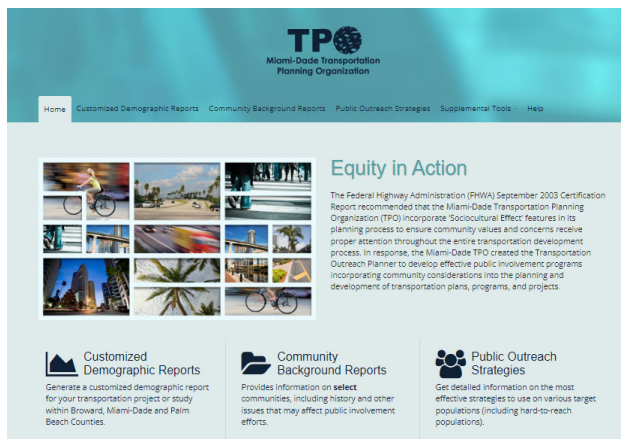 TPO
Miami-Dade Transportation
Planning Organization
Home Customized Demographic Reports Community Background Reports Public Outreach Strategies Supplemental Tools Help
Equity in Action
The Federal Highway Administration (FHWA) September 2003 Certification
Report recommended that the Miami-Dade Transportation Planning
Organization (TPO) incorporate 'Sociocultural Effect' features in its
planning process to ensure community values and concerns receive
proper attention throughout the entire transportation development
process. In response, the Miami-Dade TPO created the Transportation
Outreach Planner to develop effective public involvement programs
incorporating community considerations into the planning and
development of transportation plans, programs, and projects.
Customized
Demographic Reports
Generate a customized demographic report
for your transportation project or study
within Broward, Miami-Dade and Palm
Beach Counties.
Community
Background Reports
Provides information on select
communities, including history and other
issues that may affect public involvement
efforts.
Public Outreach
Strategies
Get detailed information on the most
effective strategies to use on various target
populations (including hard-to-reach
populations).